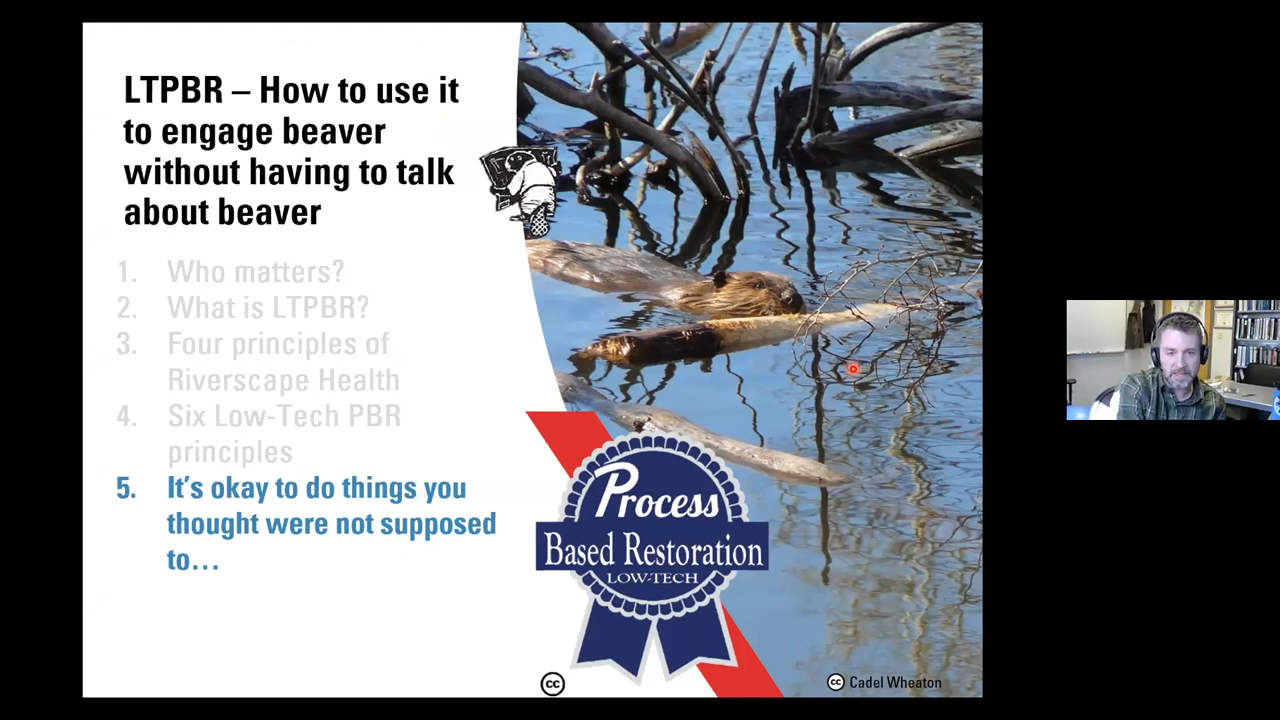 LTPBR – How to use it
to engage beaver
without having to talk
about beaver
1. Who matters?
2. What is LTPBR?
3. Four principles of
Riverscape Health
4. Six Low-Tech PBR
principles
5. It's okay to do things you
thought were not supposed
to…
Process
Based Restoration
LOW-TECH
cc
cc Cadel Wheaton